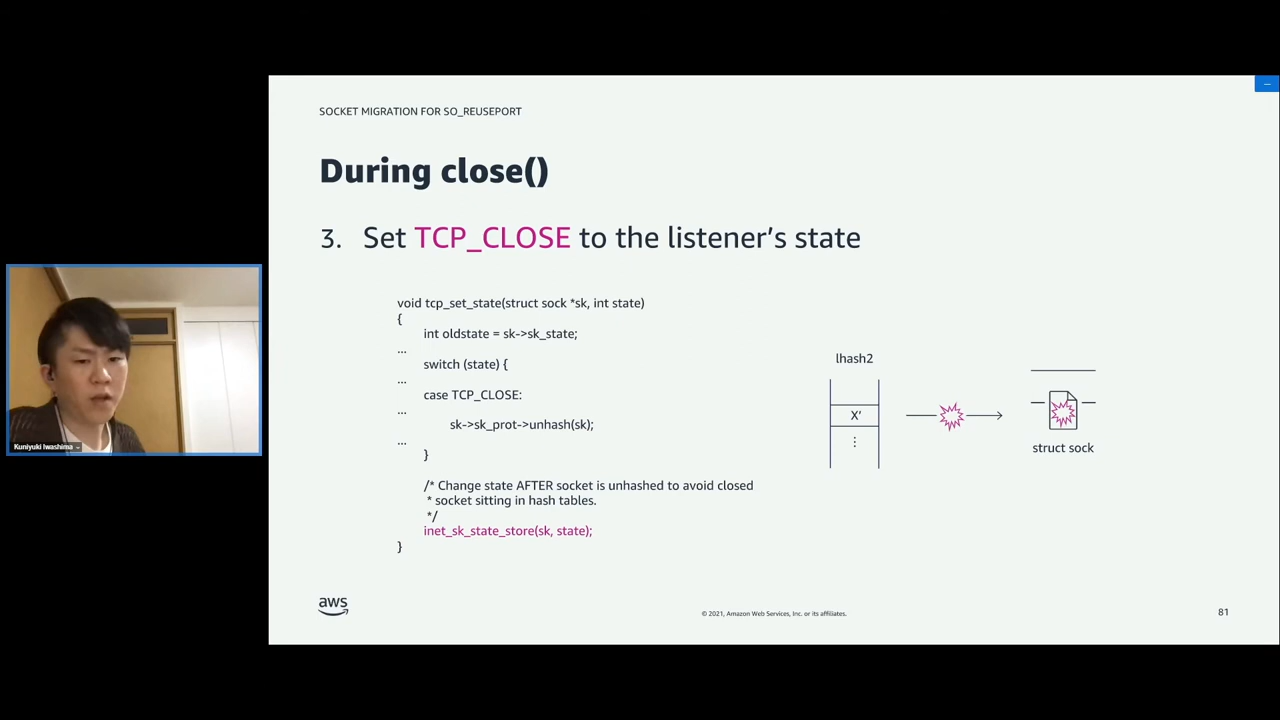 SOCKET MIGRATION FOR SO_REUSEPORT
During close()
3. Set TCP_CLOSE to the listener's state
void tcp_set_state(struct sock *sk, int state)
{
int oldstate = sk->sk_state;
...
switch (state) {
...
case TCP_CLOSE:
...
sk->sk_prot->unhash(sk);
...
}
/* Change state AFTER socket is unhashed to avoid closed
* socket sitting in hash tables.
*/
inet_sk_state_store(sk, state);
}
lhash2
X'
⋮
struct sock
Kuniyuki Iwashima
aws
© 2021, Amazon Web Services, Inc. or its affiliates.
81